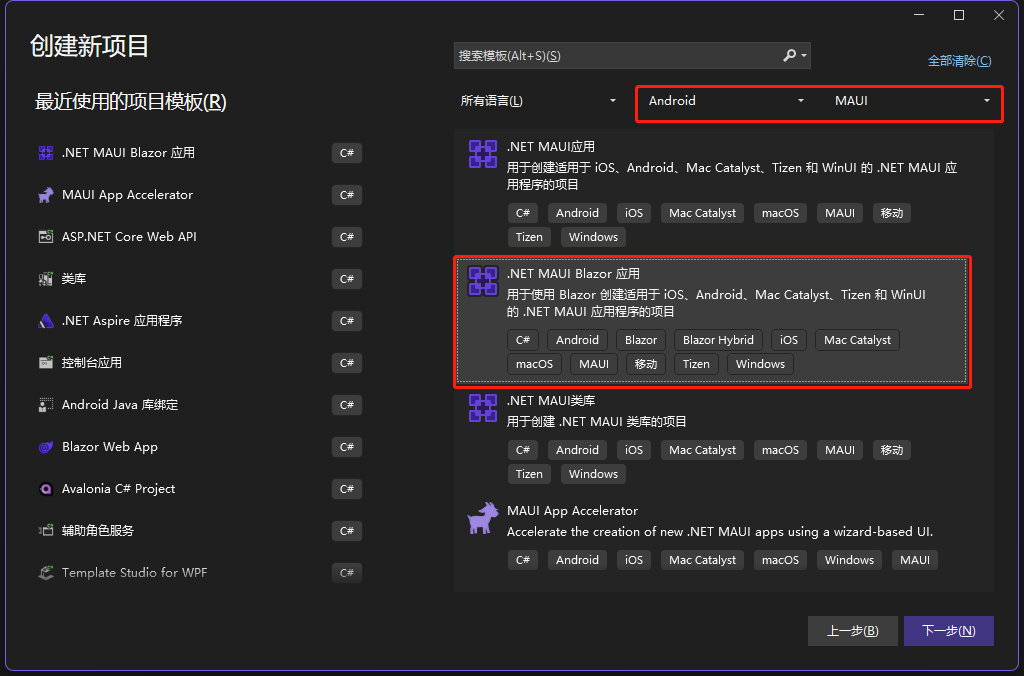 创建新项目
搜索模板(Alt+S)(S)
全部清除(C)
最近使用的项目模板(R)
所有语言(L)
Android
MAUI
.NET MAUI Blazor 应用
C#
MAUI App Accelerator
C#
ASP.NET Core Web API
C#
类库
C#
.NET Aspire 应用程序
C#
控制台应用
C#
Android Java 库绑定
C#
Blazor Web App
C#
Avalonia C# Project
C#
辅助角色服务
C#
Template Studio for WPF
C#
.NET MAUI应用
用于创建适用于 iOS、Android、Mac Catalyst、Tizen 和 WinUI 的 .NET MAUI 应
用程序的项目
C# Android iOS Mac Catalyst macOS MAUI 移动
Tizen Windows
.NET MAUI Blazor 应用
用于使用 Blazor 创建适用于 iOS、Android、Mac Catalyst、Tizen 和 WinUI
的 .NET MAUI 应用程序的项目
C# Android Blazor Blazor Hybrid iOS Mac Catalyst
macOS MAUI 移动 Tizen Windows
.NET MAUI类库
用于创建 .NET MAUI 类库的项目
C# Android iOS Mac Catalyst macOS MAUI 移动
Tizen Windows
MAUI App Accelerator
Accelerate the creation of new .NET MAUI apps using a wizard-based UI.
C# Android iOS Mac Catalyst macOS Windows MAUI
上一步(B)
下一步(N)